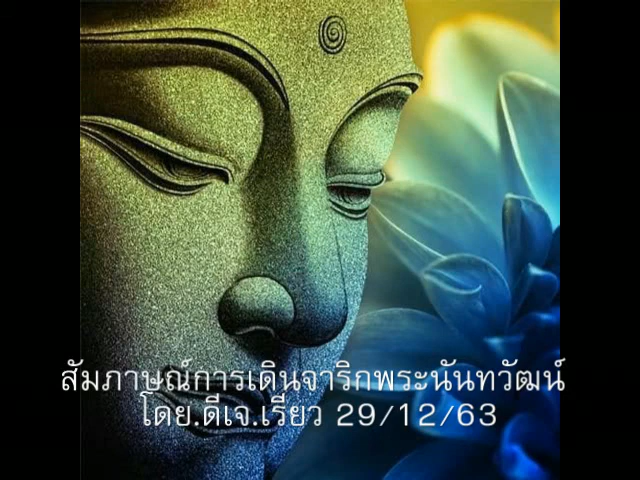 สัมภาษณ์การเดินจาริกพระนันทวัฒน์
โดย.ดีเจ.เรียว 29/12/63